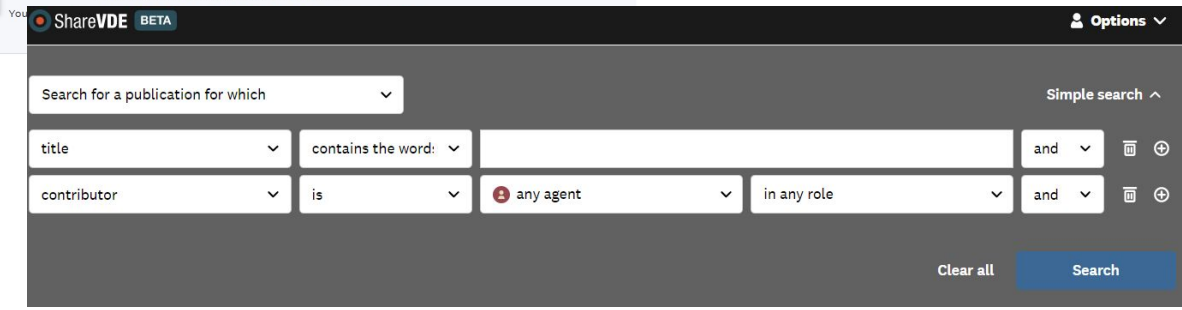 You
ShareVDE BETA
Options
Search for a publication for which
Simple search
title contains the word: and
contributor is any agent in any role and
Clear all Search